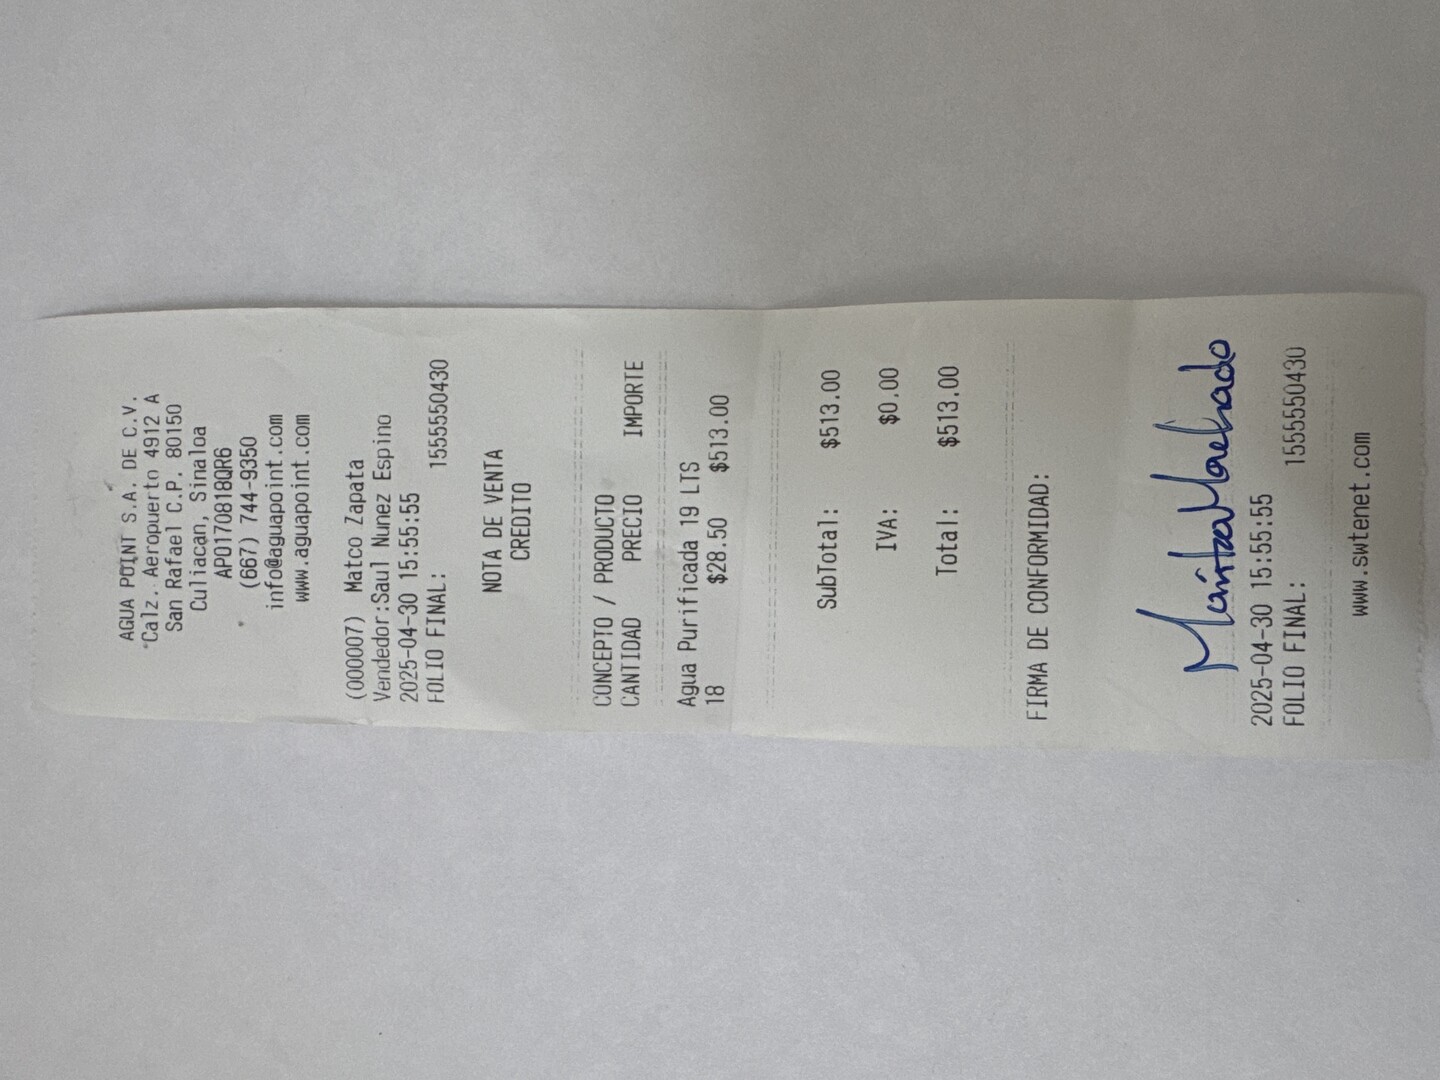 AGUA POINT S.A. DE C.V.
Calz. Aeropuerto 4912 A
San Rafael C.P. 80150
Culiacan, Sinaloa
APO170818QR6
(667) 744-9350
info@aguapoint.com
www.aguapoint.com
(000007) Matco Zapata
Vendedor:Saul Nunez Espino
2025-04-30 15:55:55
FOLIO FINAL: 1555550430
NOTA DE VENTA
CREDITO
CONCEPTO / PRODUCTO
CANTIDAD PRECIO IMPORTE
Agua Purificada 19 LTS
18 $28.50 $513.00
SubTotal: $513.00
IVA: $0.00
Total: $513.00
FIRMA DE CONFORMIDAD:
Maritza Machado
2025-04-30 15:55:55
FOLIO FINAL: 1555550430
www.swtenet.com